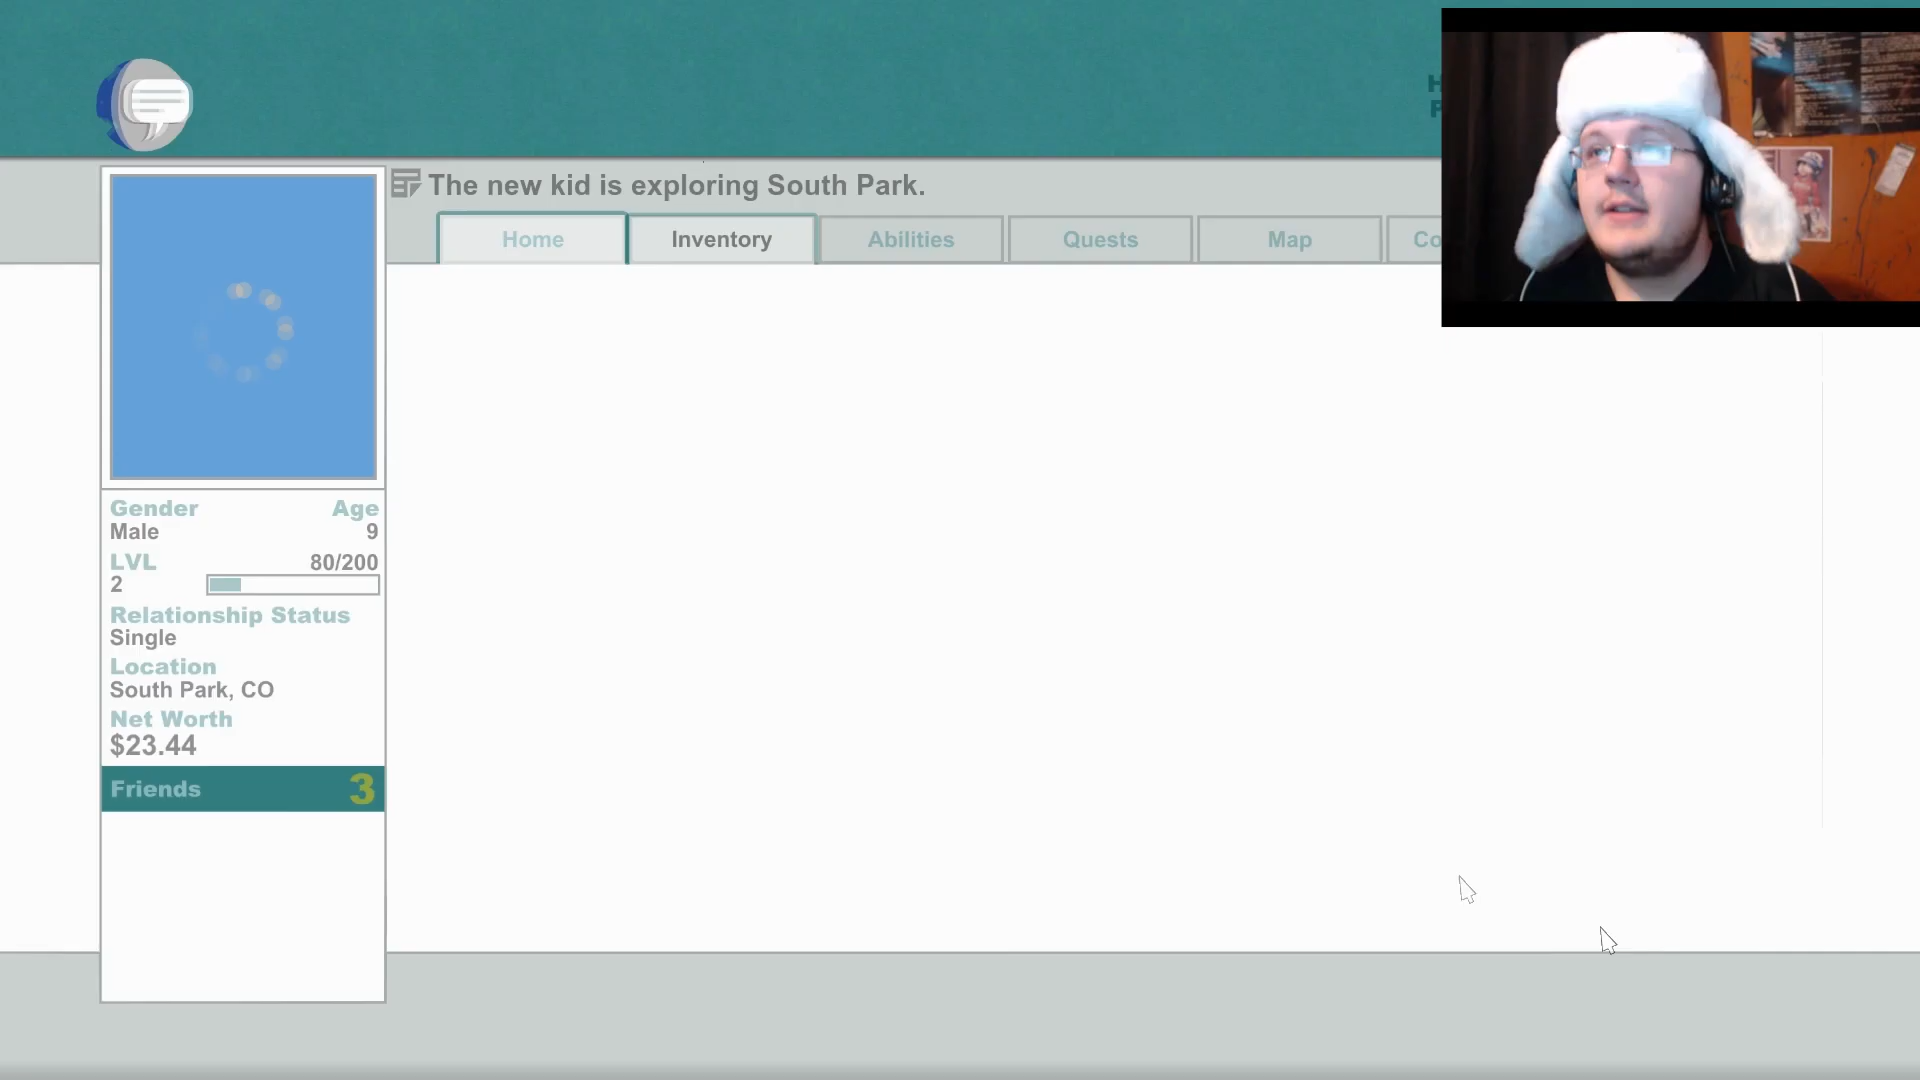 The new kid is exploring South Park.
Home Inventory Abilities Quests Map
Gender Age
Male 9
LVL 80/200
2
Relationship Status
Single
Location
South Park, CO
Net Worth
$23.44
Friends 3